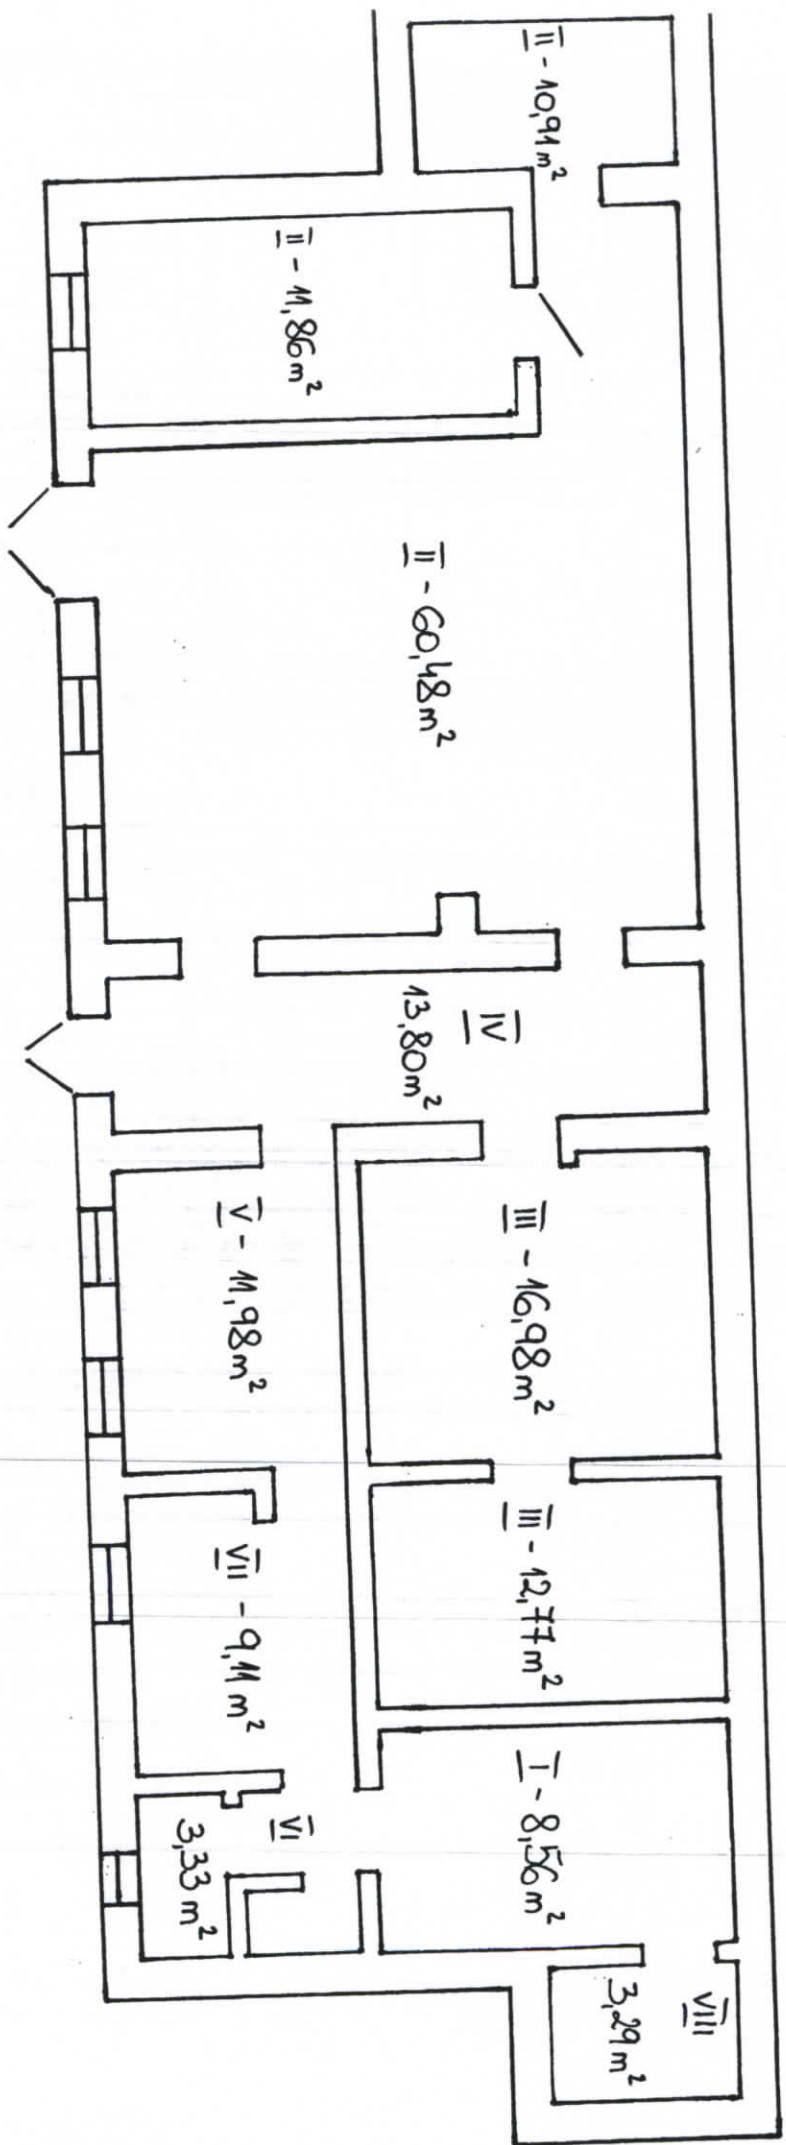 II - 10,91 m²
II - 11,86 m²
II - 60,48 m²
IV
13,80 m²
III - 16,98 m²
V - 11,98 m²
III - 12,77 m²
VII - 9,11 m²
I - 8,56 m²
VI
3,33 m²
VIII
3,29 m²